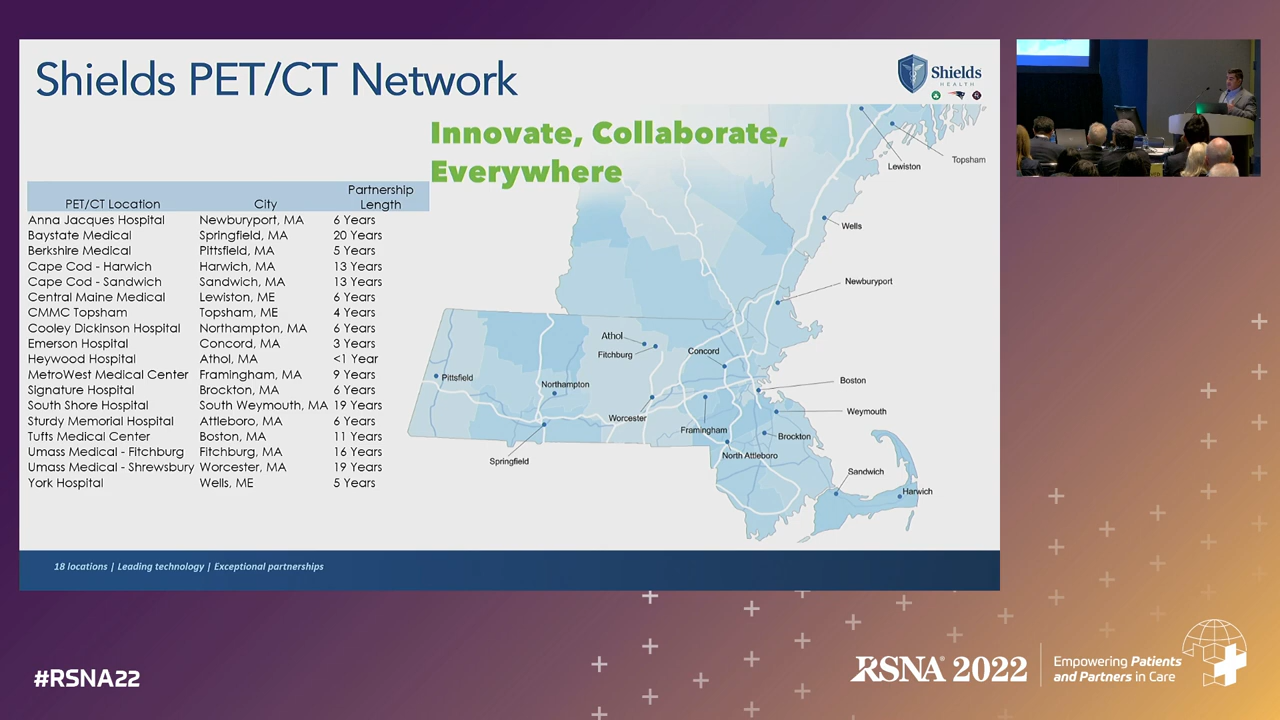 Shields PET/CT Network
Shields
HEALTH
Innovate, Collaborate,
Everywhere
PET/CT Location City Partnership Length
Anna Jacques Hospital Newburyport, MA 6 Years
Baystate Medical Springfield, MA 20 Years
Berkshire Medical Pittsfield, MA 5 Years
Cape Cod - Harwich Harwich, MA 13 Years
Cape Cod - Sandwich Sandwich, MA 13 Years
Central Maine Medical Lewiston, ME 6 Years
CMMC Topsham Topsham, ME 4 Years
Cooley Dickinson Hospital Northampton, MA 6 Years
Emerson Hospital Concord, MA 3 Years
Heywood Hospital Athol, MA <1 Year
MetroWest Medical Center Framingham, MA 9 Years
Signature Hospital Brockton, MA 6 Years
South Shore Hospital South Weymouth, MA 19 Years
Sturdy Memorial Hospital Attleboro, MA 6 Years
Tufts Medical Center Boston, MA 11 Years
Umass Medical - Fitchburg Fitchburg, MA 16 Years
Umass Medical - Shrewsbury Worcester, MA 19 Years
York Hospital Wells, ME 5 Years
Topsham
Lewiston
Wells
Newburyport
Athol
Fitchburg
Concord
Pittsfield
Northampton
Boston
Worcester
Weymouth
Framingham
Brockton
North Attleboro
Springfield
Sandwich
Harwich
18 locations | Leading technology | Exceptional partnerships
#RSNA22
RSNA® 2022
Empowering Patients
and Partners in Care